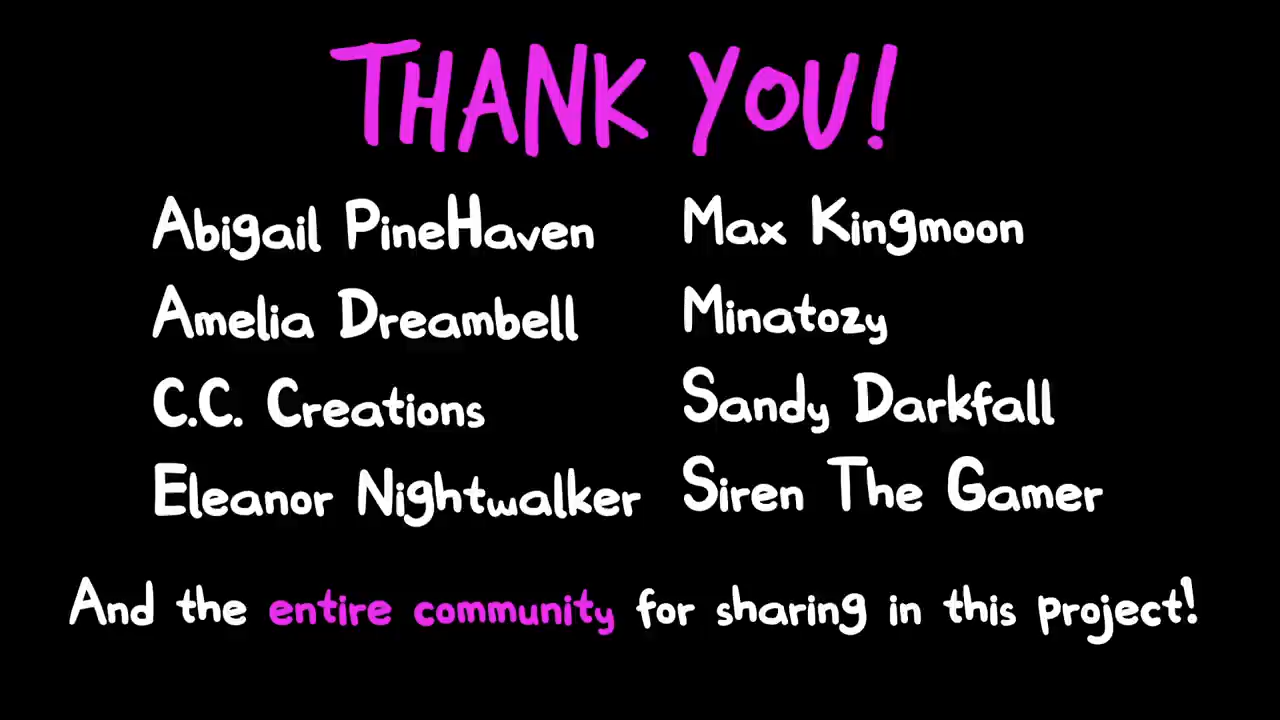 THANK YOU!
Abigail PineHaven
Amelia Dreambell
C.C. Creations
Eleanor Nightwalker
Max Kingmoon
Minatozy
Sandy Darkfall
Siren The Gamer
And the entire community for sharing in this project!